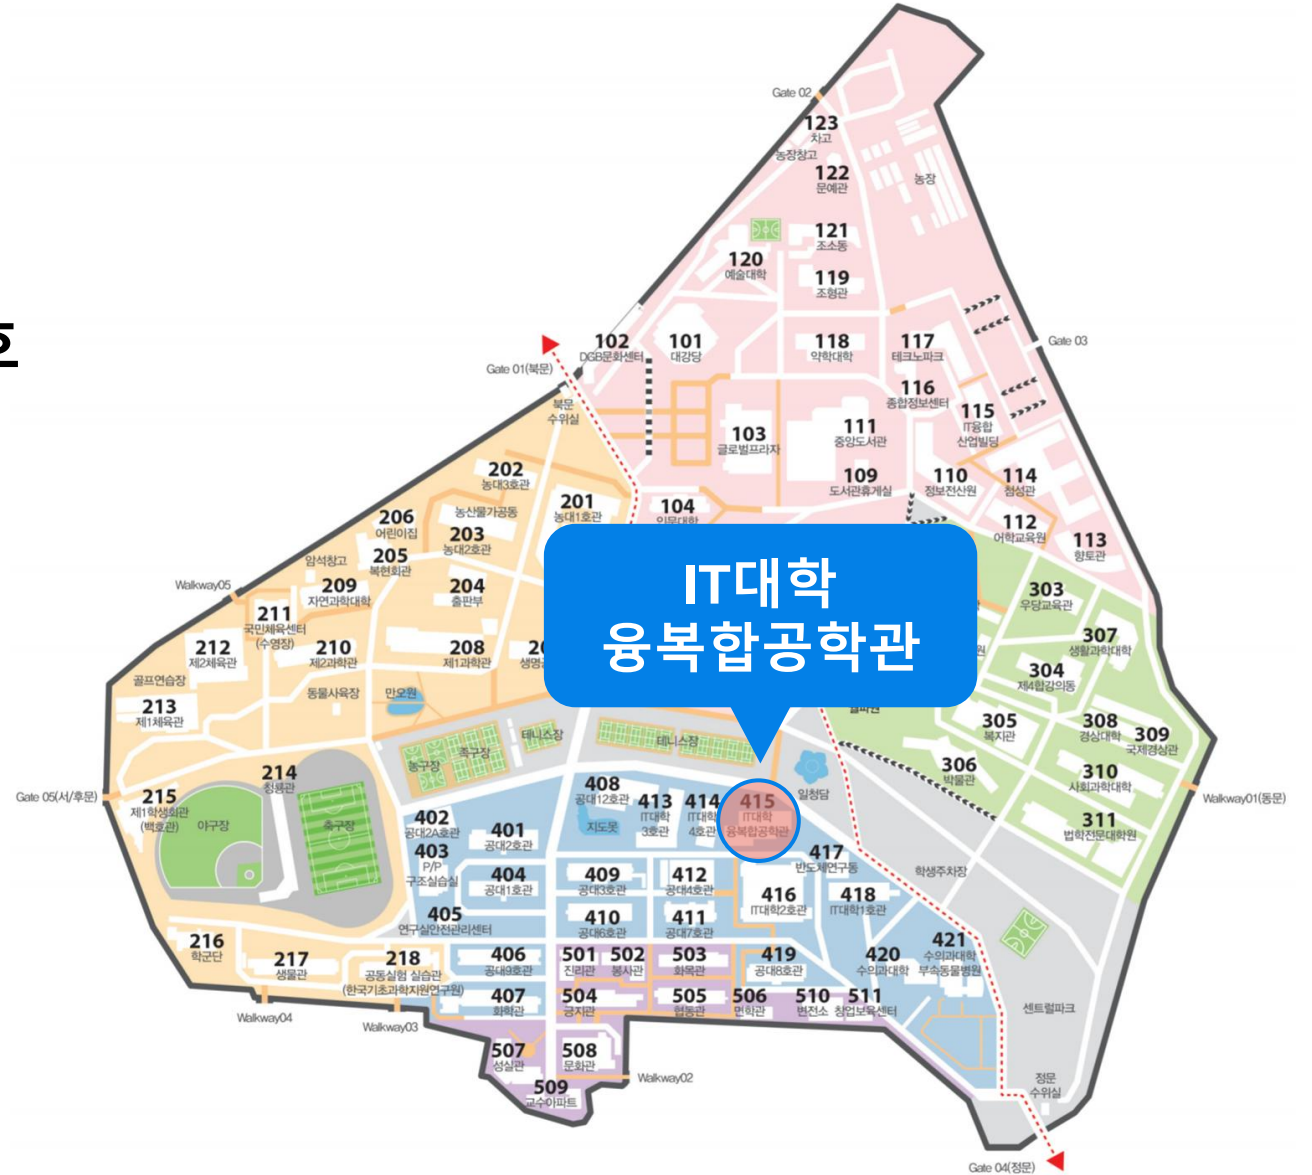 Gate 02
123
차고
농장창고
122
문예관
농장
121
조소동
120
예술대학
119
조형관
102
DGB문화센터
101
대강당
118
약학대학
117
테크노파크
Gate 03
Gate 01(북문)
북문
수위실
116
종합정보센터
115
IT융합
산업빌딩
103
글로벌프라자
111
중앙도서관
109
도서관휴게실
110
정보전산원
114
첨성관
112
어학교육원
113
향토관
104
202
농대3호관
201
농대1호관
농산물가공동
206
어린이집
203
농대2호관
205
복현회관
암석창고
Walkway05
209
자연과학대학
204
출판부
211
국민체육센터
(수영장)
212
제2체육관
210
제2과학관
208
제1과학관
골프연습장
213
제1체육관
동물사육장
만오원
IT대학
융복합공학관
303
우당교육관
307
생활과학대학
304
제4합강의동
305
복지관
308
경상대학
309
국제경상관
306
박물관
310
사회과학대학
311
법학전문대학원
Walkway01(동문)
농구장
족구장
테니스장
테니스장
일청담
214
정용관
Gate 05(서/후문)
215
제1학생회관
(백호관)
야구장
축구장
408
공대12호관
지도못
413
IT대학
3호관
414
IT대학
4호관
415
IT대학
융복합공학관
402
공대2A호관
401
공대2호관
403
P/P
구조실습실
404
공대1호관
409
공대3호관
412
공대4호관
417
반도체연구동
416
IT대학2호관
418
IT대학1호관
학생주차장
405
연구실안전관리센터
410
공대6호관
411
공대7호관
216
학군단
217
생물관
218
공동실험 실습관
(한국기초과학지원연구원)
406
공대9호관
501
진리관
502
봉사관
503
화목관
419
공대8호관
420
수의과대학
421
수의과대학
부속동물병원
407
화학관
504
긍지관
505
협동관
506
면학관
510
변전소
511
창업보육센터
센트럴파크
Walkway04
Walkway03
507
성실관
508
문화관
509
교수아파트
Walkway02
정문
수위실
Gate 04(정문)